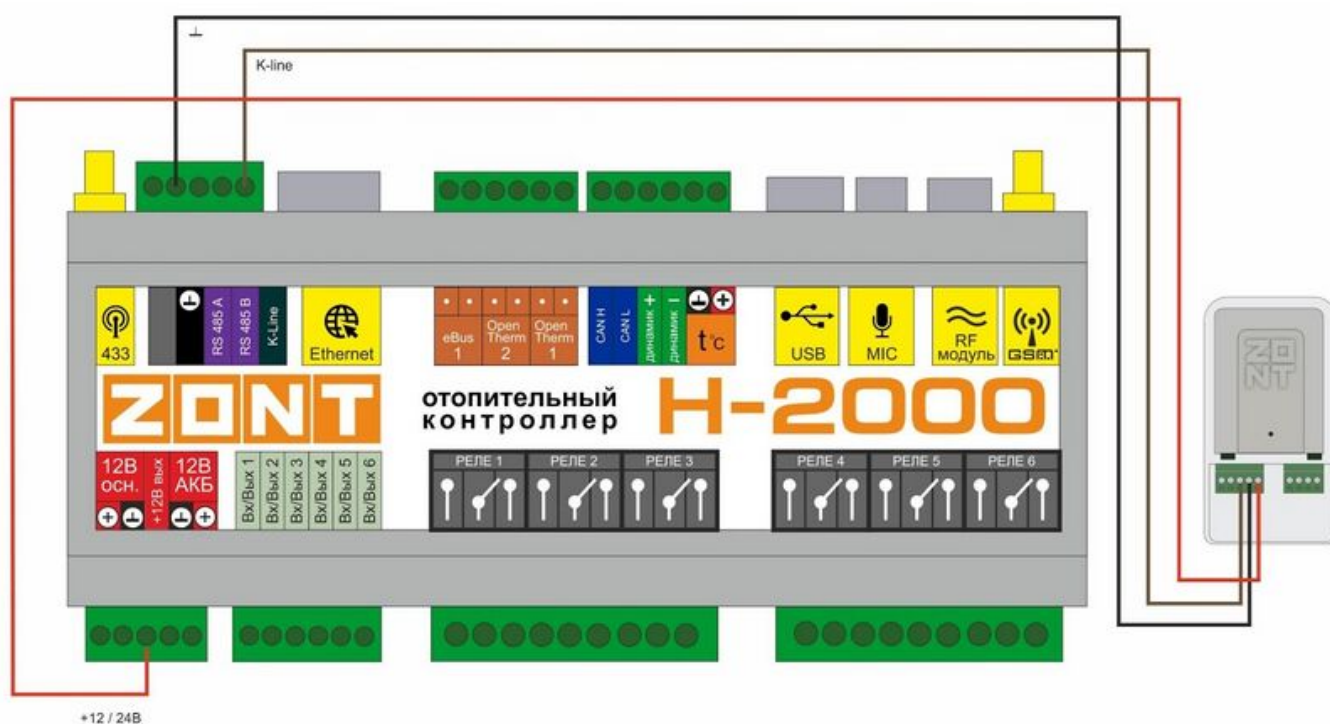 ⊥
K-line
433
⊥
RS 485 A
RS 485 B
K-Line
Ethernet
eBus
1
Open
Therm
2
Open
Therm
1
CAN H
CAN L
динамик +
динамик −
⊥ +
t°C
USB
MIC
RF
модуль
GSM
ZONT
отопительный
контроллер
H-2000
ZONT
12В
осн.
+12В вых
12В
АКБ
+ ⊥ ⊥ +
Вх/Вых 1
Вх/Вых 2
Вх/Вых 3
Вх/Вых 4
Вх/Вых 5
Вх/Вых 6
РЕЛЕ 1
РЕЛЕ 2
РЕЛЕ 3
РЕЛЕ 4
РЕЛЕ 5
РЕЛЕ 6
+12 / 24В